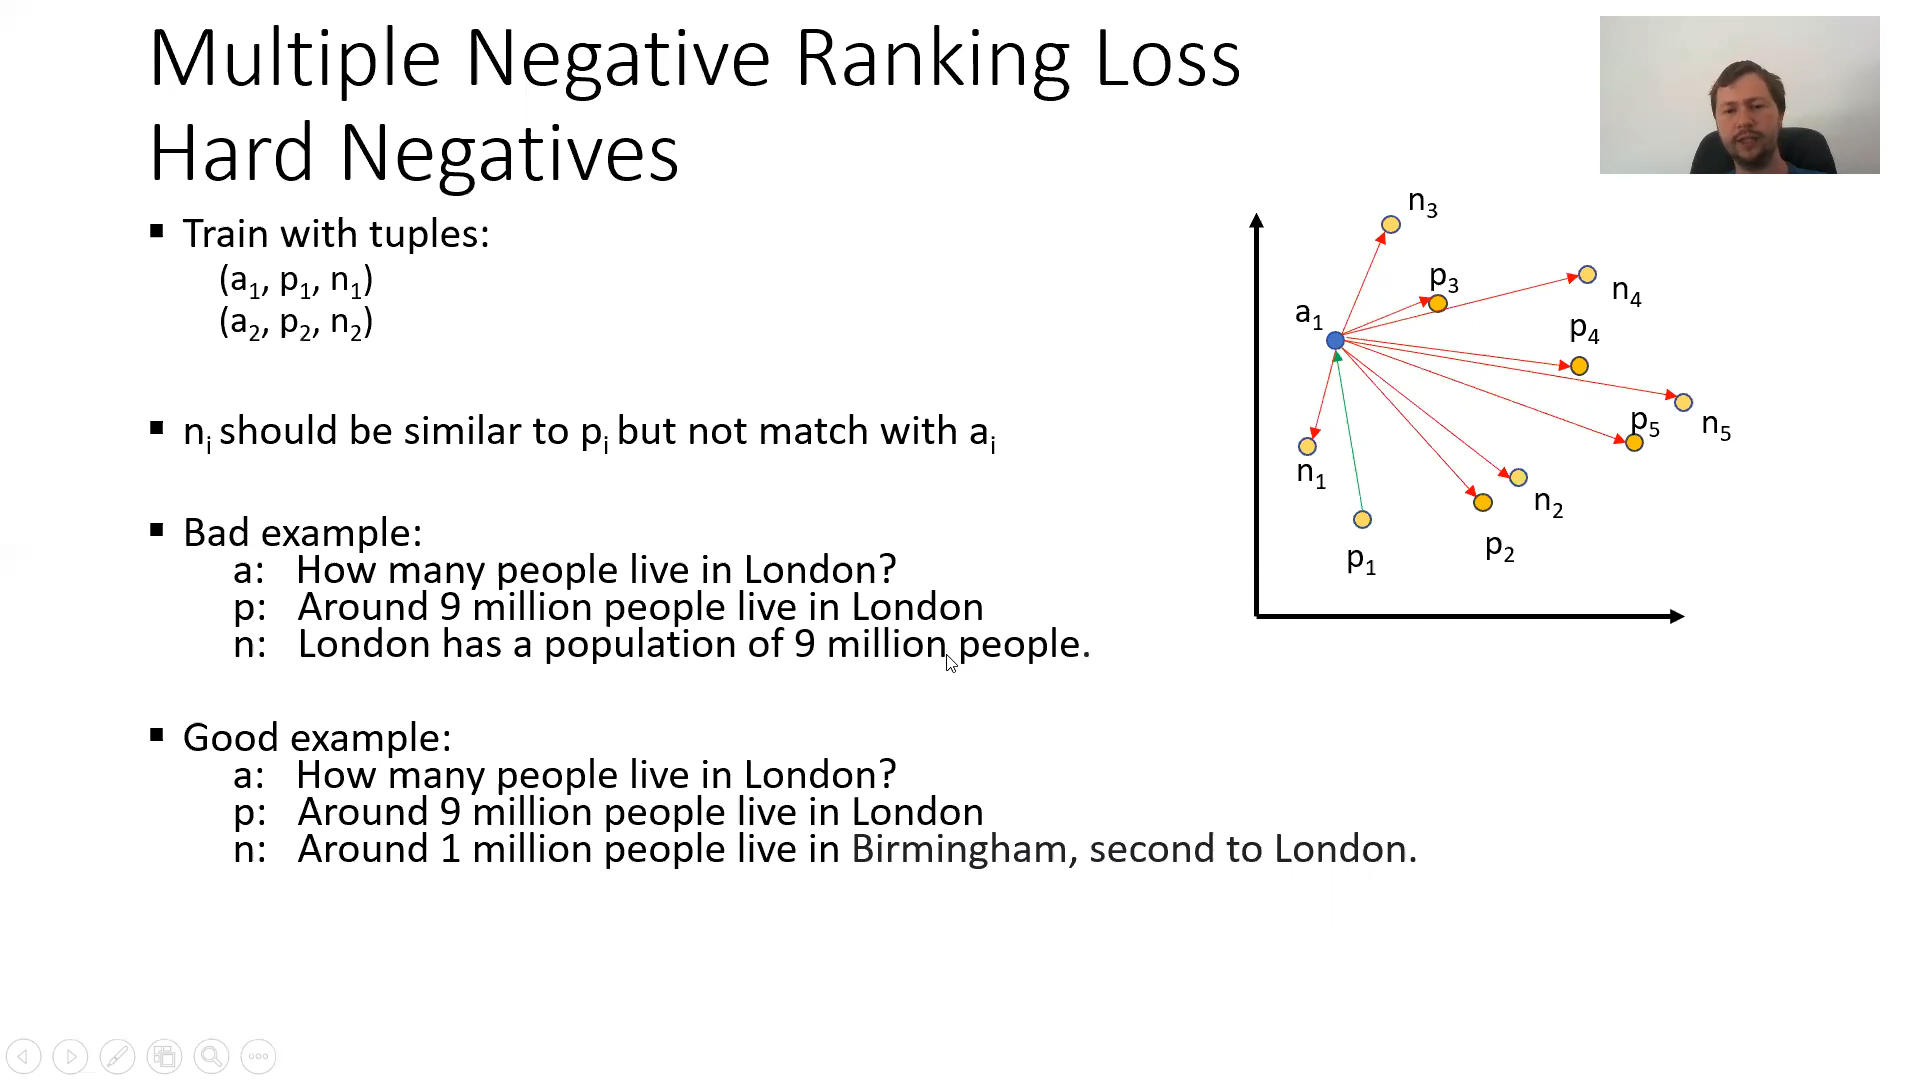 Multiple Negative Ranking Loss
Hard Negatives
▪ Train with tuples:
(a₁, p₁, n₁)
(a₂, p₂, n₂)
▪ nᵢ should be similar to pᵢ but not match with aᵢ
▪ Bad example:
a: How many people live in London?
p: Around 9 million people live in London
n: London has a population of 9 million people.
▪ Good example:
a: How many people live in London?
p: Around 9 million people live in London
n: Around 1 million people live in Birmingham, second to London.
n₃
p₃
n₄
a₁
p₄
p₅
n₅
n₁
n₂
p₂
p₁